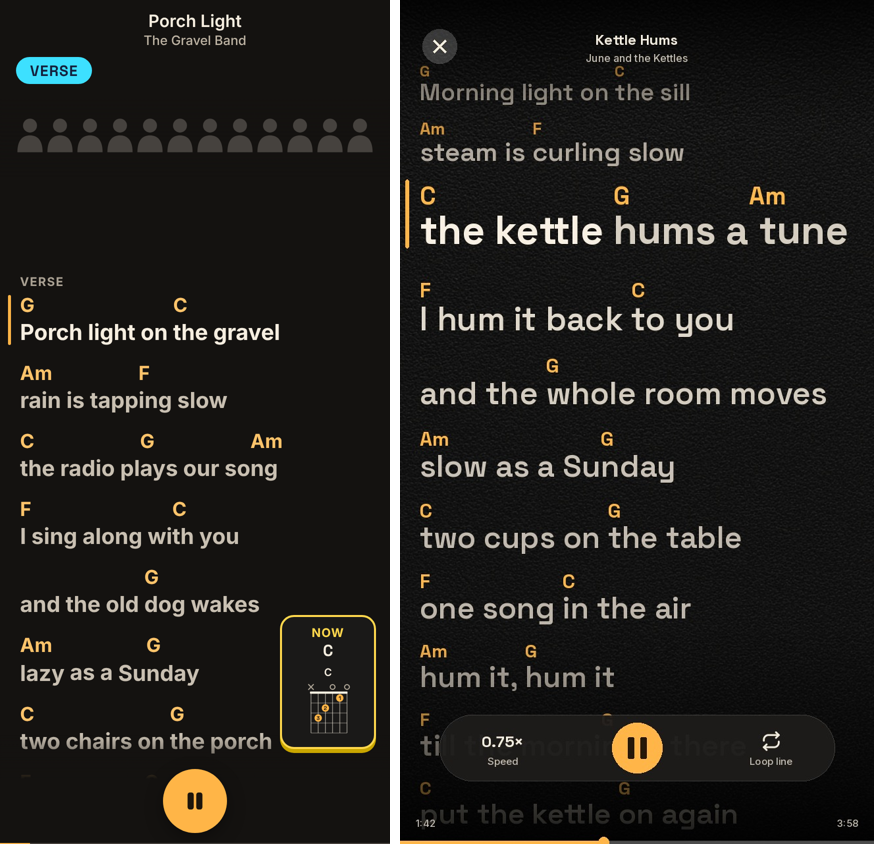 Porch Light
The Gravel Band
VERSE
VERSE
G C
Porch light on the gravel
Am F
rain is tapping slow
C G Am
the radio plays our song
F C
I sing along with you
G
and the old dog wakes
Am G
lazy as a Sunday
C G
two chairs on the porch
NOW
C
C
X O O
1
2
3
Kettle Hums
June and the Kettles
G C
Morning light on the sill
Am F
steam is curling slow
C G Am
the kettle hums a tune
F C
I hum it back to you
G
and the whole room moves
Am G
slow as a Sunday
C G
two cups on the table
F C
one song in the air
Am G
hum it, hum it
F G
morning there
0.75×
Speed
Loop line
C G
put the kettle on again
1:42
3:58